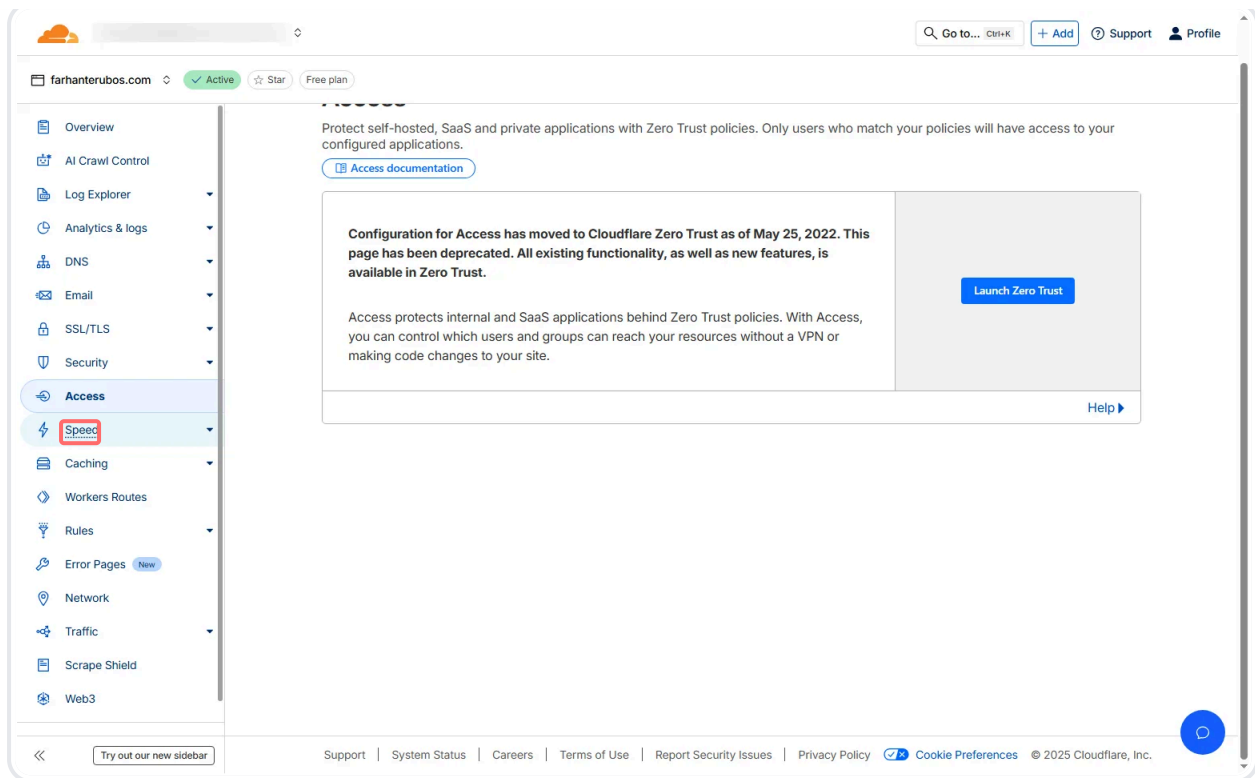 Go to... Ctrl+K
+ Add
Support
Profile
farhanterubos.com
Active
Star
Free plan
Overview
AI Crawl Control
Log Explorer
Analytics & logs
DNS
Email
SSL/TLS
Security
Access
Speed
Caching
Workers Routes
Rules
Error Pages New
Network
Traffic
Scrape Shield
Web3
Try out our new sidebar
Protect self-hosted, SaaS and private applications with Zero Trust policies. Only users who match your policies will have access to your
configured applications.
Access documentation
Configuration for Access has moved to Cloudflare Zero Trust as of May 25, 2022. This
page has been deprecated. All existing functionality, as well as new features, is
available in Zero Trust.
Access protects internal and SaaS applications behind Zero Trust policies. With Access,
you can control which users and groups can reach your resources without a VPN or
making code changes to your site.
Launch Zero Trust
Help
Support | System Status | Careers | Terms of Use | Report Security Issues | Privacy Policy Cookie Preferences © 2025 Cloudflare, Inc.